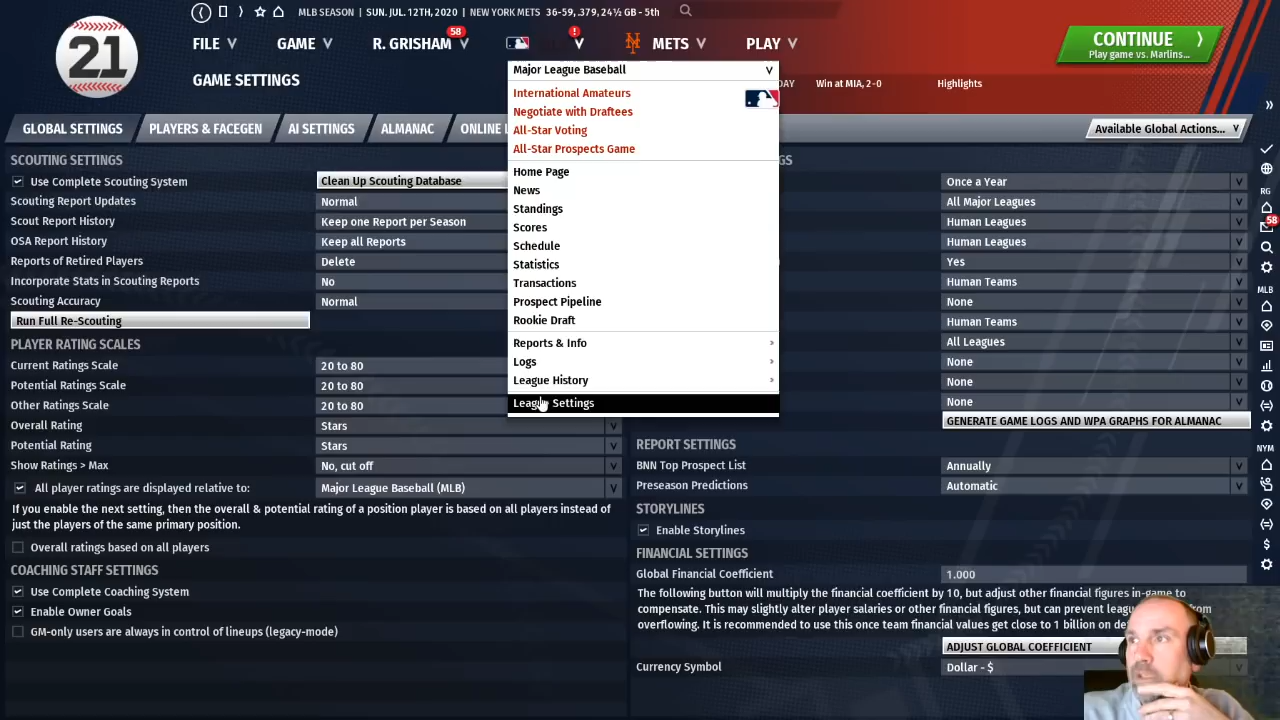 MLB SEASON | SUN. JUL. 12TH, 2020 | NEW YORK METS 36-59, .379, 24½ GB - 5th
21
FILE GAME R. GRISHAM 58 ! METS PLAY
CONTINUE
Play game vs. Marlins...
GAME SETTINGS
DAY Win at MIA, 2-0 Highlights
GLOBAL SETTINGS PLAYERS & FACEGEN AI SETTINGS ALMANAC ONLINE L
Available Global Actions...
Major League Baseball
International Amateurs
Negotiate with Draftees
All-Star Voting
All-Star Prospects Game
Home Page
News
Standings
Scores
Schedule
Statistics
Transactions
Prospect Pipeline
Rookie Draft
Reports & Info
Logs
League History
League Settings
SCOUTING SETTINGS
Use Complete Scouting System Clean Up Scouting Database
Scouting Report Updates Normal
Scout Report History Keep one Report per Season
OSA Report History Keep all Reports
Reports of Retired Players Delete
Incorporate Stats in Scouting Reports No
Scouting Accuracy Normal
Run Full Re-Scouting
PLAYER RATING SCALES
Current Ratings Scale 20 to 80
Potential Ratings Scale 20 to 80
Other Ratings Scale 20 to 80
Overall Rating Stars
Potential Rating Stars
Show Ratings > Max No, cut off
All player ratings are displayed relative to: Major League Baseball (MLB)
If you enable the next setting, then the overall & potential rating of a position player is based on all players instead of
just the players of the same primary position.
Overall ratings based on all players
COACHING STAFF SETTINGS
Use Complete Coaching System
Enable Owner Goals
GM-only users are always in control of lineups (legacy-mode)
GS
Once a Year
All Major Leagues
Human Leagues
Human Leagues
Yes
Human Teams
None
Human Teams
All Leagues
None
None
None
GENERATE GAME LOGS AND WPA GRAPHS FOR ALMANAC
REPORT SETTINGS
BNN Top Prospect List Annually
Preseason Predictions Automatic
STORYLINES
Enable Storylines
FINANCIAL SETTINGS
Global Financial Coefficient 1.000
The following button will multiply the financial coefficient by 10, but adjust other financial figures in-game to
compensate. This may slightly alter player salaries or other financial figures, but can prevent leagu from
overflowing. It is recommended to use this once team financial values get close to 1 billion on de
ADJUST GLOBAL COEFFICIENT
Currency Symbol Dollar - $
RG
58
MLB
NYM
$